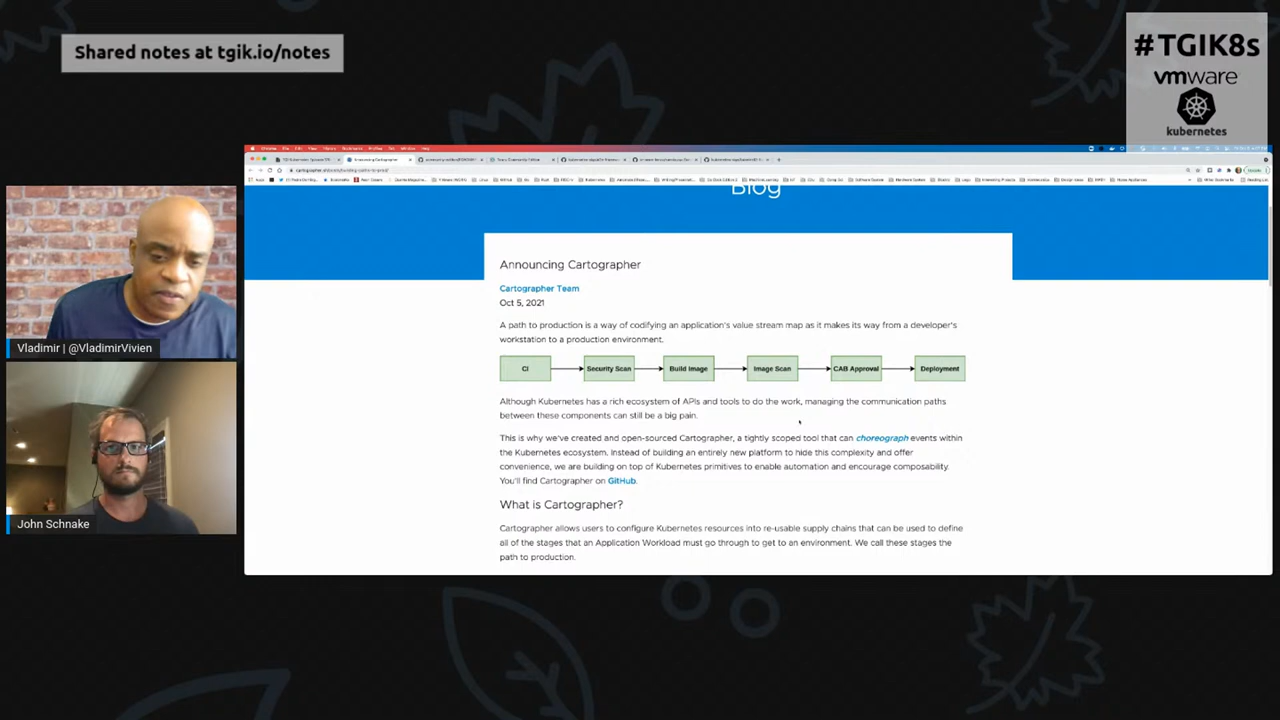 Shared notes at tgik.io/notes
#TGIK8s
vmware
kubernetes
Announcing Cartographer
Blog
Announcing Cartographer
Cartographer Team
Oct 5, 2021
A path to production is a way of codifying an application's value stream map as it makes its way from a developer's
workstation to a production environment.
CI
Security Scan
Build Image
Image Scan
CAB Approval
Deployment
Although Kubernetes has a rich ecosystem of APIs and tools to do the work, managing the communication paths
between these components can still be a big pain.
This is why we've created and open-sourced Cartographer, a tightly scoped tool that can choreograph events within
the Kubernetes ecosystem. Instead of building an entirely new platform to hide this complexity and offer
convenience, we are building on top of Kubernetes primitives to enable automation and encourage composability.
You'll find Cartographer on GitHub.
What is Cartographer?
Cartographer allows users to configure Kubernetes resources into re-usable supply chains that can be used to define
all of the stages that an Application Workload must go through to get to an environment. We call these stages the
path to production.
Vladimir | @VladimirVivien
John Schnake